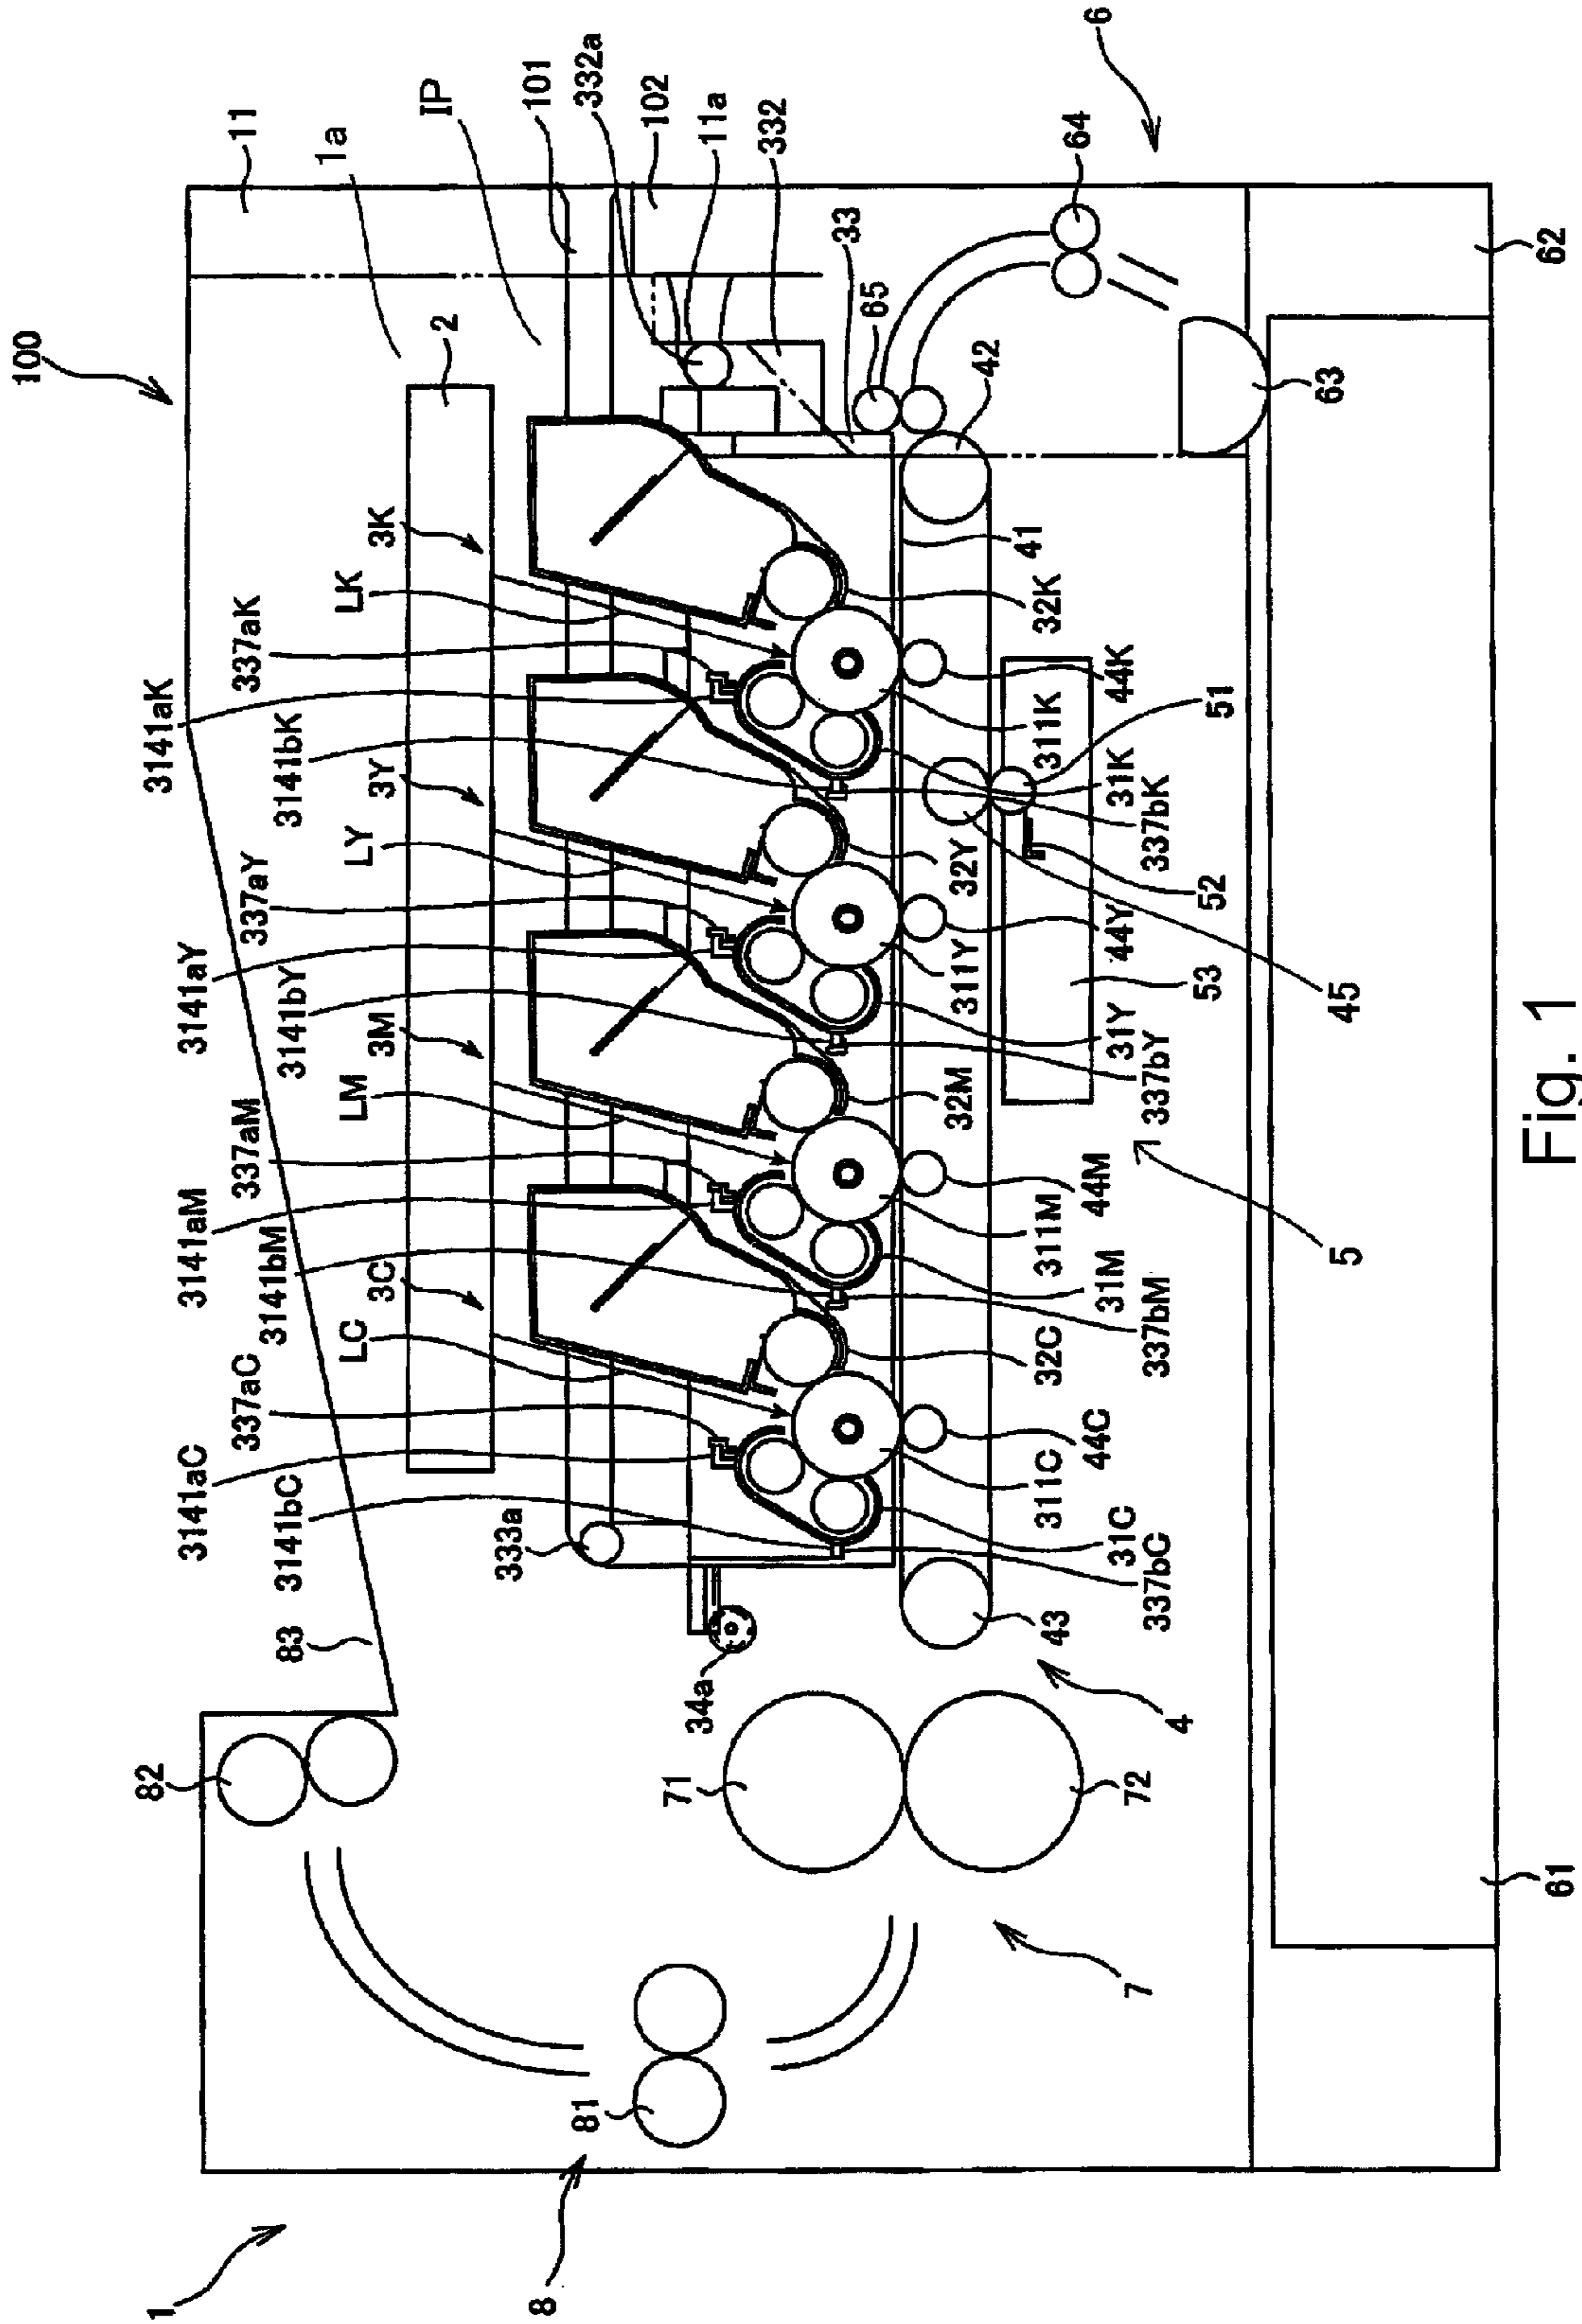 100
11
1a
IP
101
332a
11a
102
332
33
65
6
64
2
3K
LK
337aK
3141aK
3141bK
3Y
LY
337aY
3141aY
3141bY
3M
LM
337aM
3141aM
3141bM
3C
LC
337aC
3141aC
3141bC
333a
83
82
34a
71
72
81
8
1
7
4
43
337bC
31C
311C
44C
32C
337bM
31M
311M
44M
32M
5
337bY
31Y
311Y
44Y
32Y
53
45
52
337bK
31K
311K
51
44K
32K
41
42
63
62
61
Fig. 1